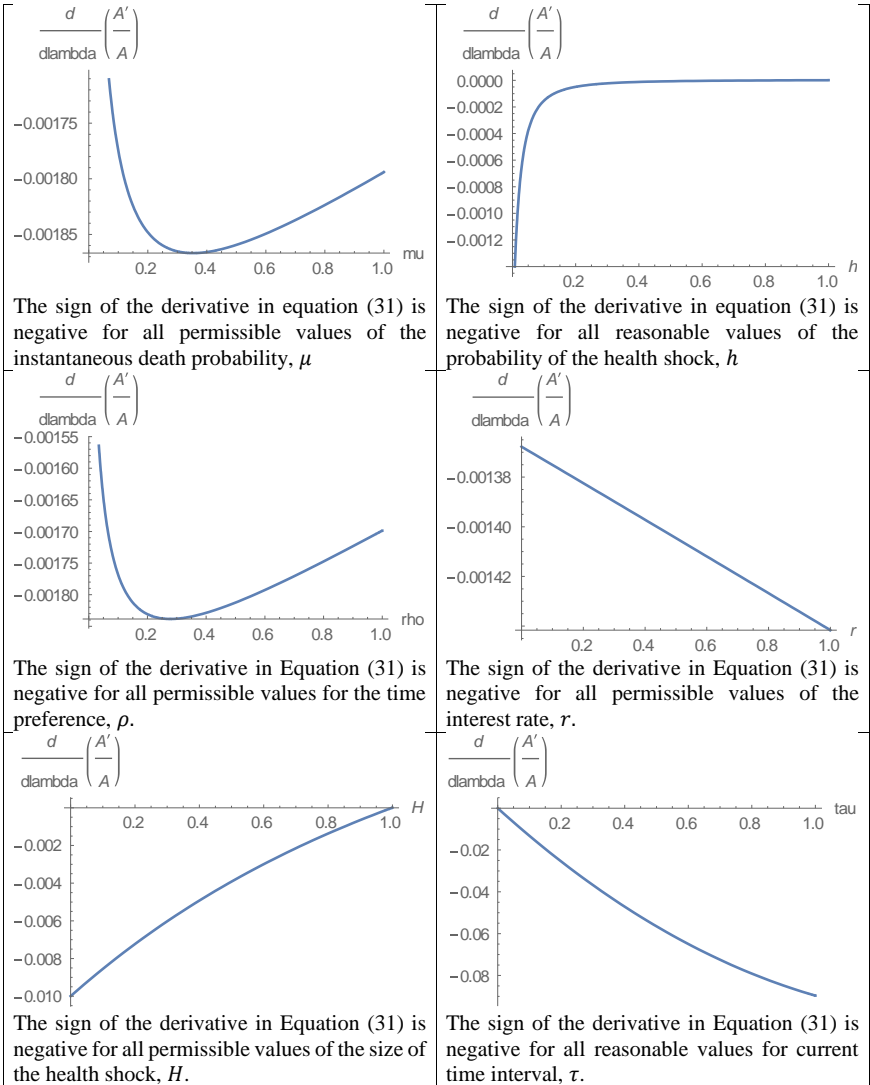 d
dlambda
(A′
A)
−0.00175
−0.00180
−0.00185
0.2 0.4 0.6 0.8 1.0
mu
The sign of the derivative in equation (31) is
negative for all permissible values of the
instantaneous death probability, μ
d
dlambda
(A′
A)
0.0000
−0.0002
−0.0004
−0.0006
−0.0008
−0.0010
−0.0012
0.2 0.4 0.6 0.8 1.0
h
The sign of the derivative in equation (31) is
negative for all reasonable values of the
probability of the health shock, h
d
dlambda
(A′
A)
−0.00155
−0.00160
−0.00165
−0.00170
−0.00175
−0.00180
0.2 0.4 0.6 0.8 1.0
rho
The sign of the derivative in Equation (31) is
negative for all permissible values for the time
preference, ρ.
d
dlambda
(A′
A)
−0.00138
−0.00140
−0.00142
0.2 0.4 0.6 0.8 1.0
r
The sign of the derivative in Equation (31) is
negative for all permissible values of the
interest rate, r.
d
dlambda
(A′
A)
0.2 0.4 0.6 0.8 1.0
H
−0.002
−0.004
−0.006
−0.008
−0.010
The sign of the derivative in Equation (31) is
negative for all permissible values of the size of
the health shock, H.
d
dlambda
(A′
A)
0.2 0.4 0.6 0.8 1.0
tau
−0.02
−0.04
−0.06
−0.08
The sign of the derivative in Equation (31) is
negative for all reasonable values for current
time interval, τ.